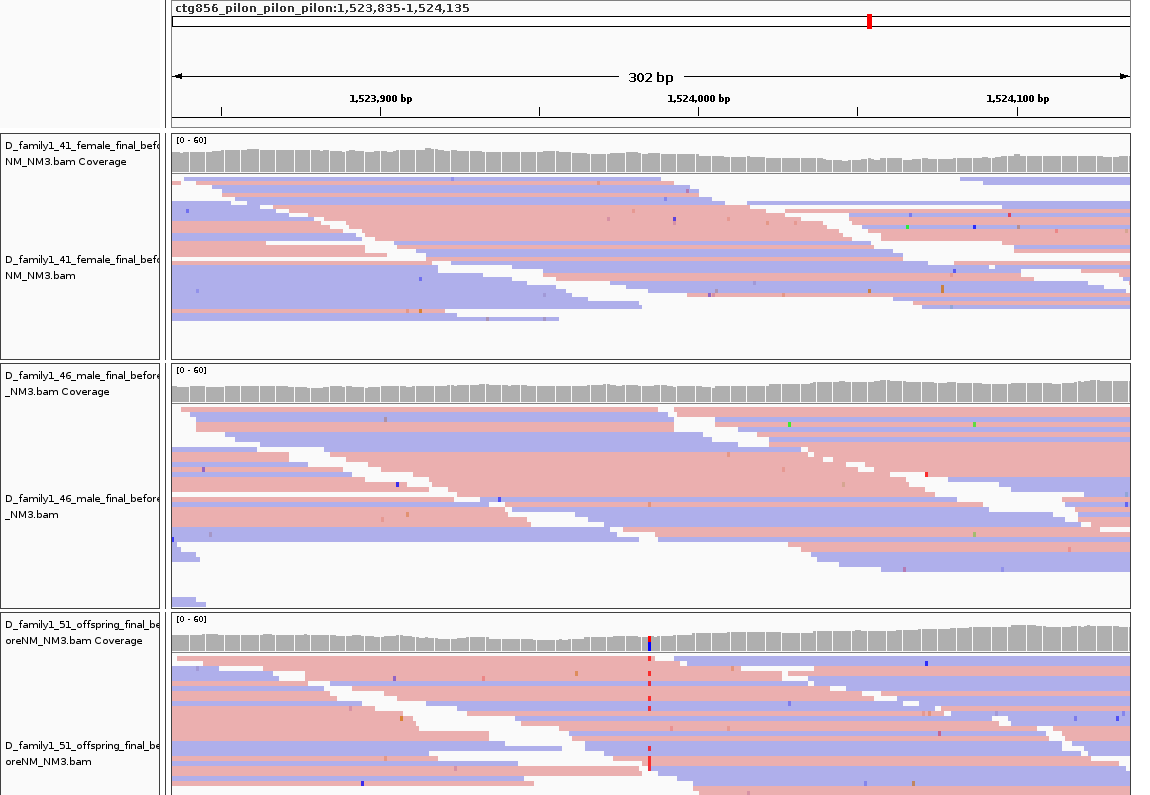 ctg856_pilon_pilon_pilon:1,523,835-1,524,135
302 bp
1,523,900 bp 1,524,000 bp 1,524,100 bp
D_family1_41_female_final_befo
NM_NM3.bam Coverage
[0 - 60]
D_family1_41_female_final_befo
NM_NM3.bam
D_family1_46_male_final_before
_NM3.bam Coverage
[0 - 60]
D_family1_46_male_final_before
_NM3.bam
D_family1_51_offspring_final_be
oreNM_NM3.bam Coverage
[0 - 60]
D_family1_51_offspring_final_be
oreNM_NM3.bam